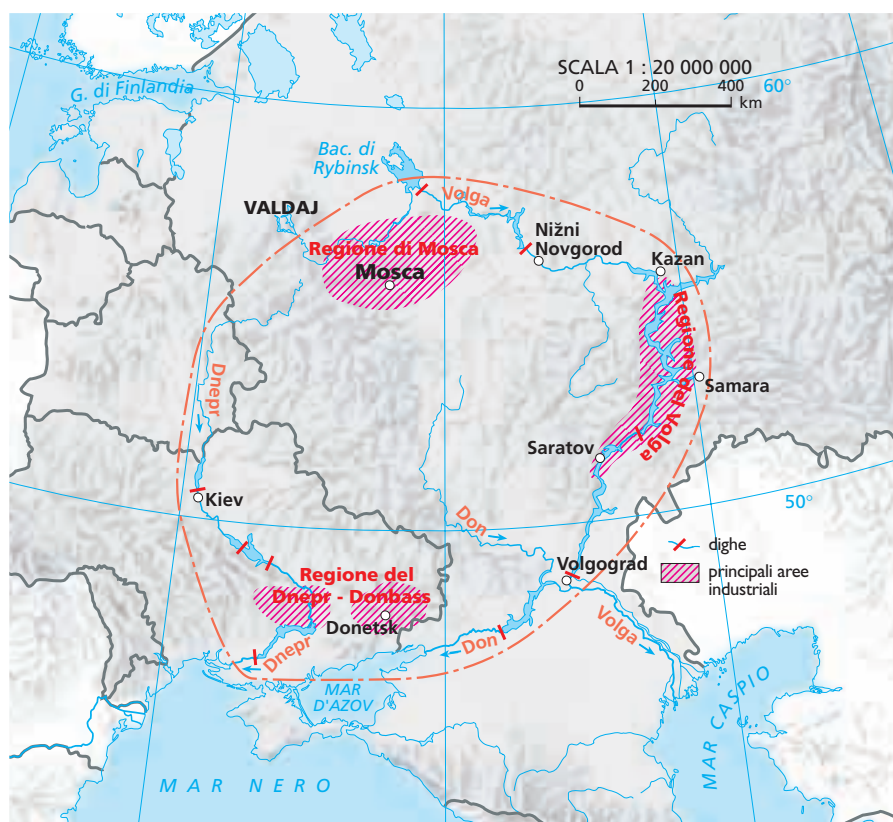 SCALA 1 : 20 000 000
0 200 400
km
60°
G. di Finlandia
Bac. di
Rybinsk
Volga
VALDAJ
Nižni
Novgorod
Regione di Mosca
Mosca
Kazan
Regione del Volga
Dnepr
Samara
Saratov
Kiev
50°
Don
dighe
principali aree
industriali
Volgograd
Regione del
Dnepr - Donbass
Donetsk
Volga
Don
Dnepr
MAR
D'AZOV
MAR CASPIO
MAR NERO